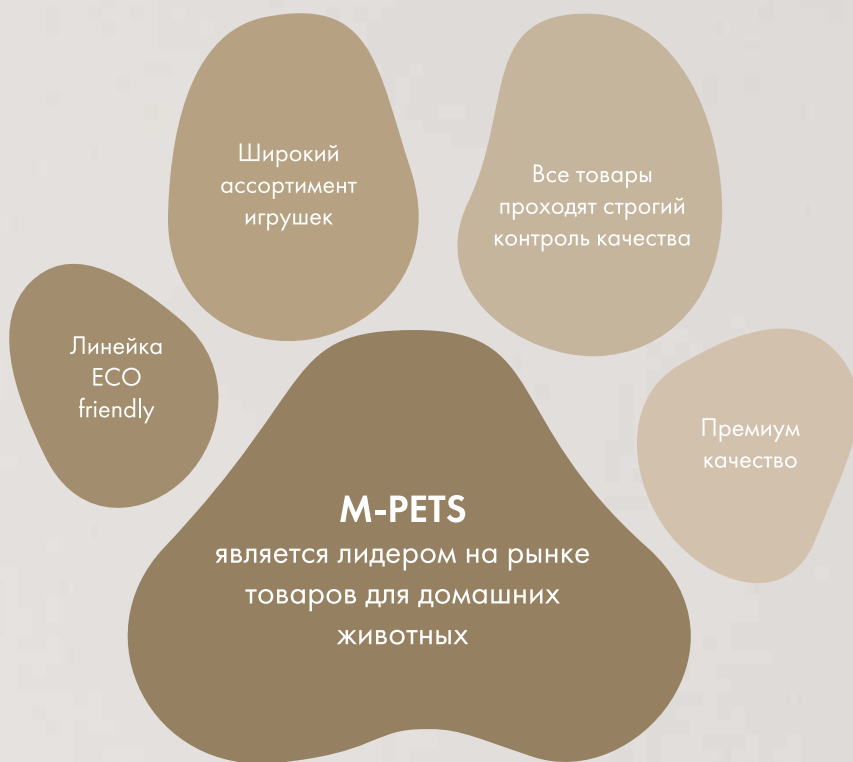 Широкий
ассортимент
игрушек
Все товары
проходят строгий
контроль качества
Линейка
ECO
friendly
Премиум
качество
M-PETS
является лидером на рынке
товаров для домашних
животных